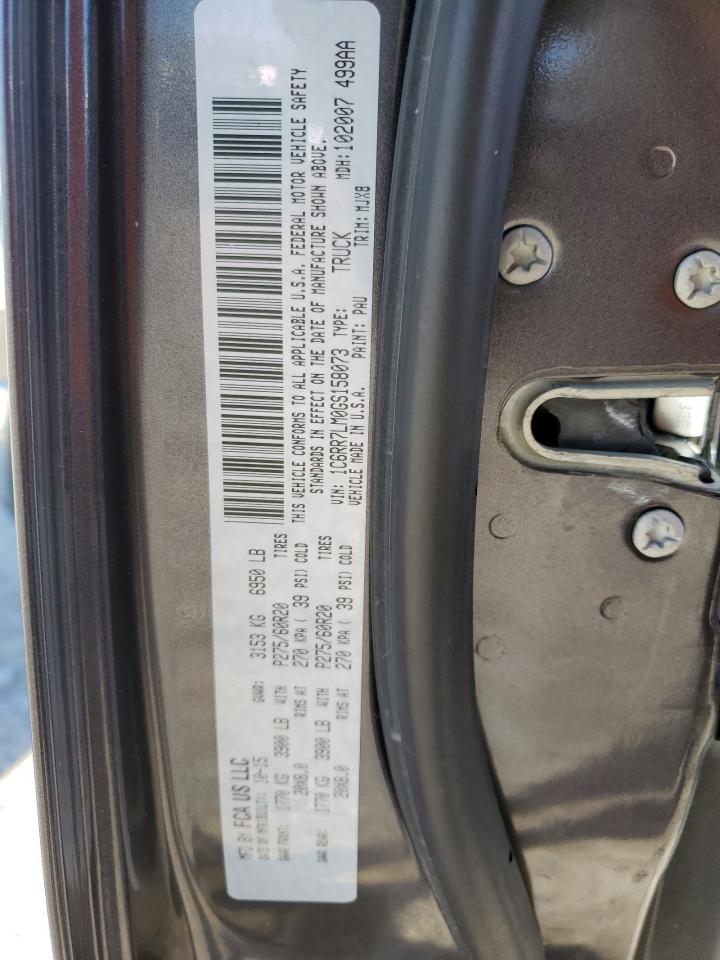 MFD BY FCA US LLC
DATE OF MFR(BUILT): 10-15 GVWR: 3153 KG 6950 LB
GAWR FRONT: 1770 KG 3900 LB WITH P275/60R20 TIRES
20X8.0 RIMS AT 270 KPA ( 39 PSI) COLD
GAWR REAR: 1770 KG 3900 LB WITH P275/60R20 TIRES
20X8.0 RIMS AT 270 KPA ( 39 PSI) COLD
THIS VEHICLE CONFORMS TO ALL APPLICABLE U.S.A. FEDERAL MOTOR VEHICLE SAFETY
STANDARDS IN EFFECT ON THE DATE OF MANUFACTURE SHOWN ABOVE.
VIN: 1C6RR7LM0GS158073 TYPE: TRUCK MDH:102007 499AA
VEHICLE MADE IN U.S.A. PAINT: PAU TRIM: MJX8